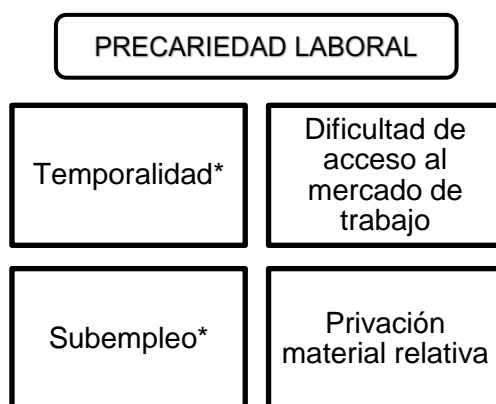 PRECARIEDAD LABORAL
Temporalidad*
Dificultad de
acceso al
mercado de
trabajo
Subempleo*
Privación
material relativa